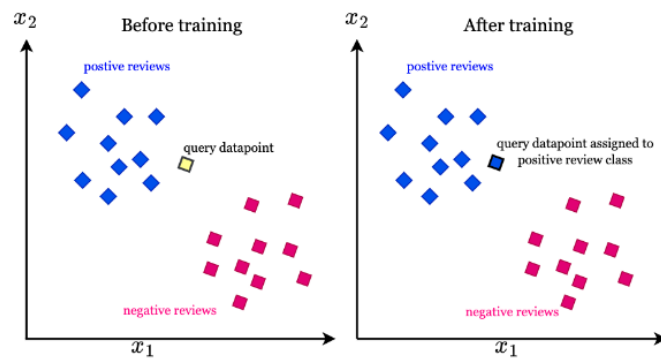 x2
Before training
postive reviews
query datapoint
negative reviews
x1
x2
After training
postive reviews
query datapoint assigned to
positive review class
negative reviews
x1